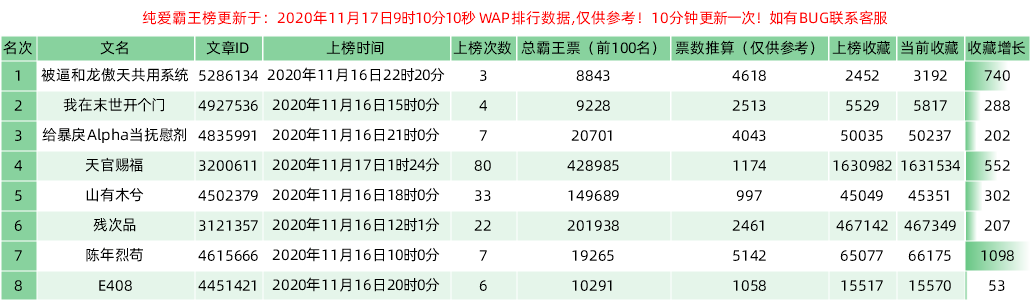 纯爱霸王榜更新于：2020年11月17日9时10分10秒 WAP排行数据,仅供参考！10分钟更新一次！如有BUG联系客服
名次 文名 文章ID 上榜时间 上榜次数 总霸王票（前100名） 票数推算（仅供参考） 上榜收藏 当前收藏 收藏增长
1 被逼和龙傲天共用系统 5286134 2020年11月16日22时20分 3 8843 4618 2452 3192 740
2 我在末世开个门 4927536 2020年11月16日15时0分 4 9228 2513 5529 5817 288
3 给暴戾Alpha当抚慰剂 4835991 2020年11月16日21时0分 7 20701 4043 50035 50237 202
4 天官赐福 3200611 2020年11月17日1时24分 80 428985 1174 1630982 1631534 552
5 山有木兮 4502379 2020年11月16日18时0分 33 149689 997 45049 45351 302
6 残次品 3121357 2020年11月16日12时1分 22 201938 2461 467142 467349 207
7 陈年烈苟 4615666 2020年11月16日10时0分 7 19265 5142 65077 66175 1098
8 E408 4451421 2020年11月16日20时0分 6 10291 1058 15517 15570 53